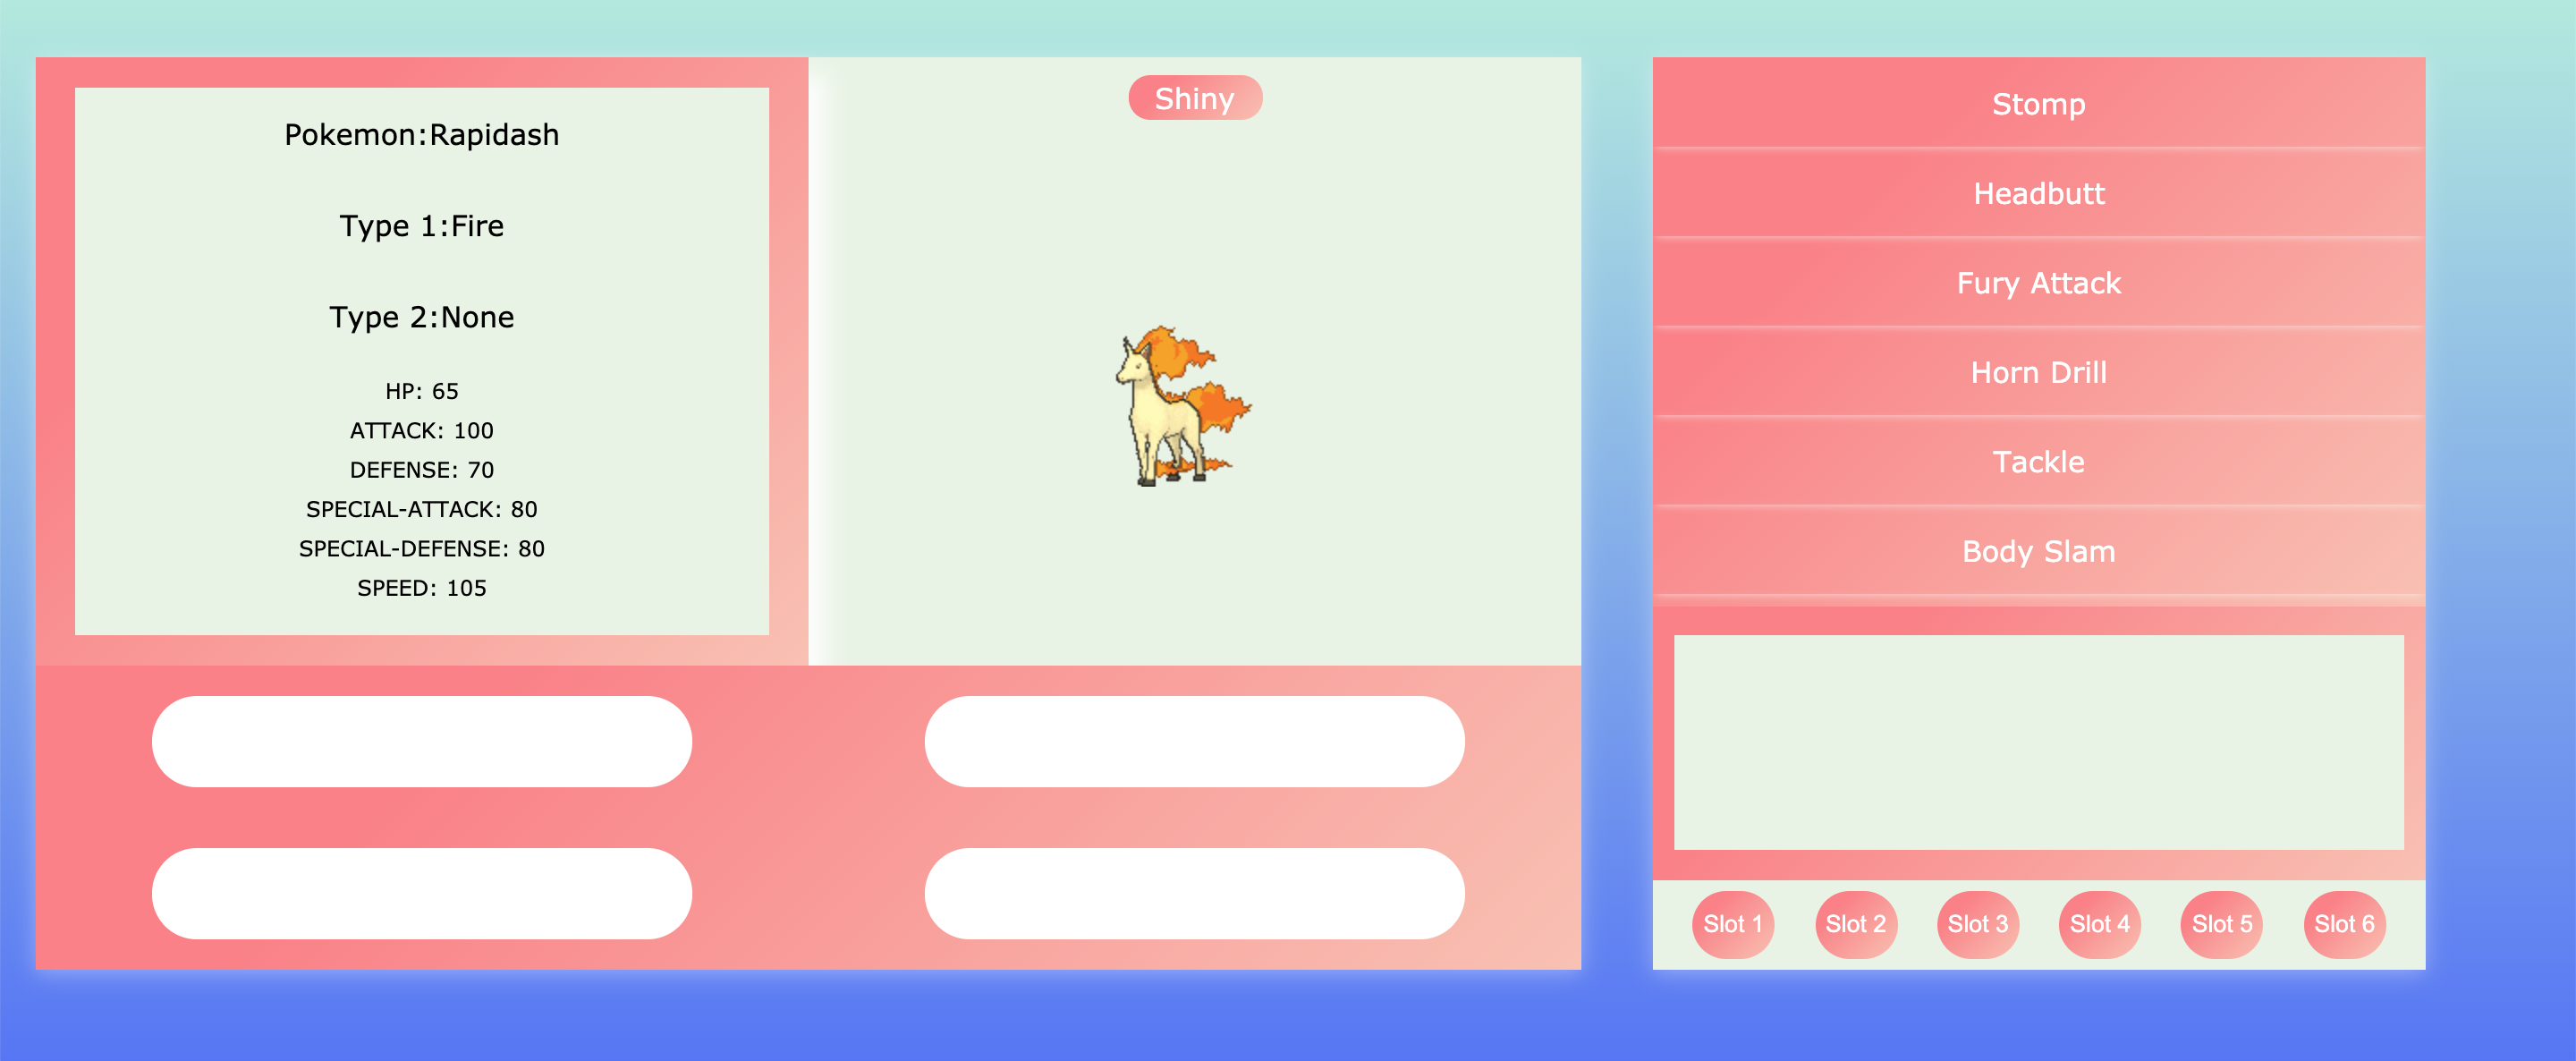 Pokemon:Rapidash
Type 1:Fire
Type 2:None
HP: 65
ATTACK: 100
DEFENSE: 70
SPECIAL-ATTACK: 80
SPECIAL-DEFENSE: 80
SPEED: 105
Shiny
Stomp
Headbutt
Fury Attack
Horn Drill
Tackle
Body Slam
Slot 1 Slot 2 Slot 3 Slot 4 Slot 5 Slot 6